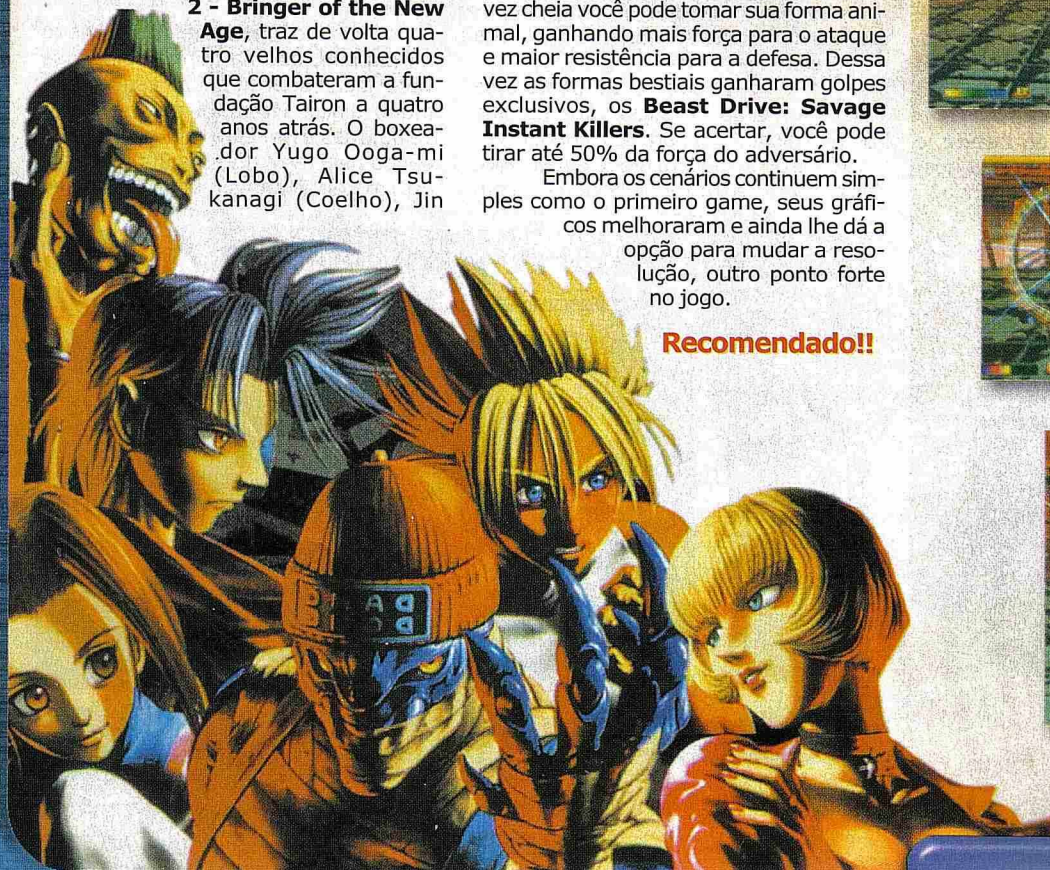 2 - Bringer of the New
Age, traz de volta qua-
tro velhos conhecidos
que combateram a fun-
dação Tairon a quatro
anos atrás. O boxea-
.dor Yugo Ooga-mi
(Lobo), Alice Tsu-
kanagi (Coelho), Jin
vez cheia você pode tomar sua forma ani-
mal, ganhando mais força para o ataque
e maior resistência para a defesa. Dessa
vez as formas bestiais ganharam golpes
exclusivos, os Beast Drive: Savage
Instant Killers. Se acertar, você pode
tirar até 50% da força do adversário.
Embora os cenários continuem sim-
ples como o primeiro game, seus gráfi-
cos melhoraram e ainda lhe dá a
opção para mudar a reso-
lução, outro ponto forte
no jogo.
Recomendado!!